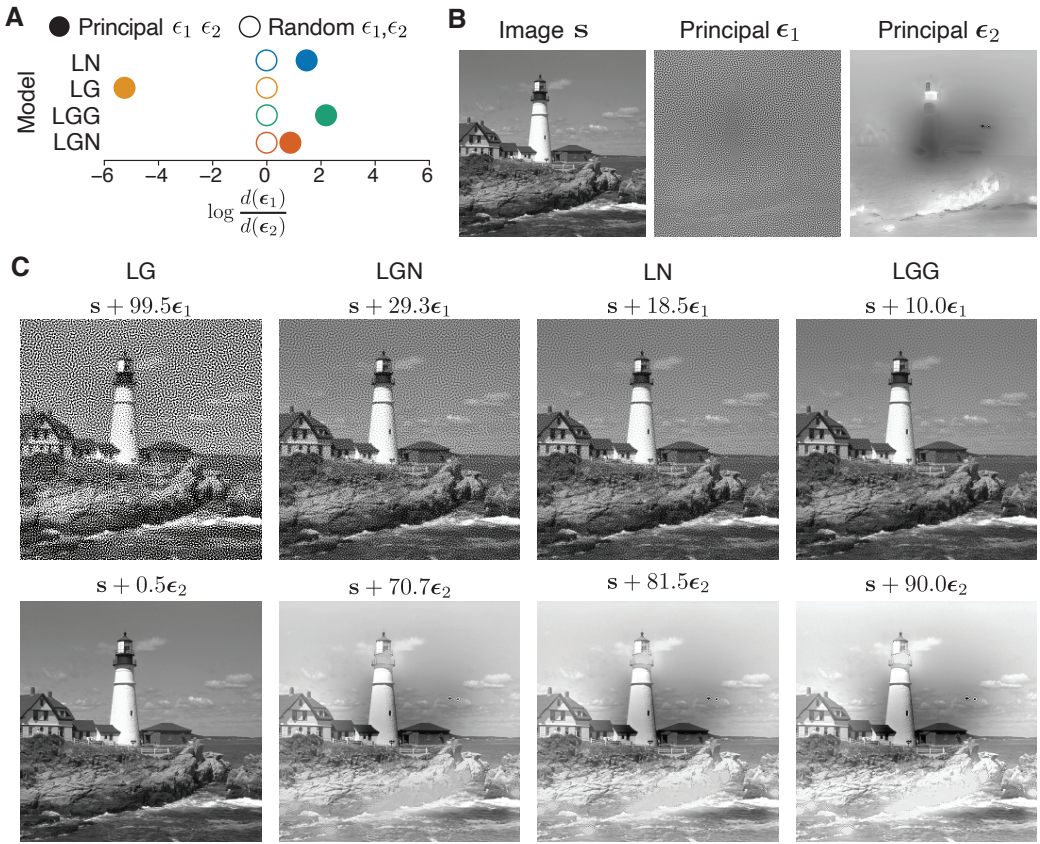 A
Principal ϵ₁ ϵ₂ Random ϵ₁,ϵ₂
Model
LN
LG
LGG
LGN
−6 −4 −2 0 2 4 6
log d(ϵ₁)/d(ϵ₂)
B
Image s Principal ϵ₁ Principal ϵ₂
C
LG LGN LN LGG
s + 99.5ϵ₁ s + 29.3ϵ₁ s + 18.5ϵ₁ s + 10.0ϵ₁
s + 0.5ϵ₂ s + 70.7ϵ₂ s + 81.5ϵ₂ s + 90.0ϵ₂